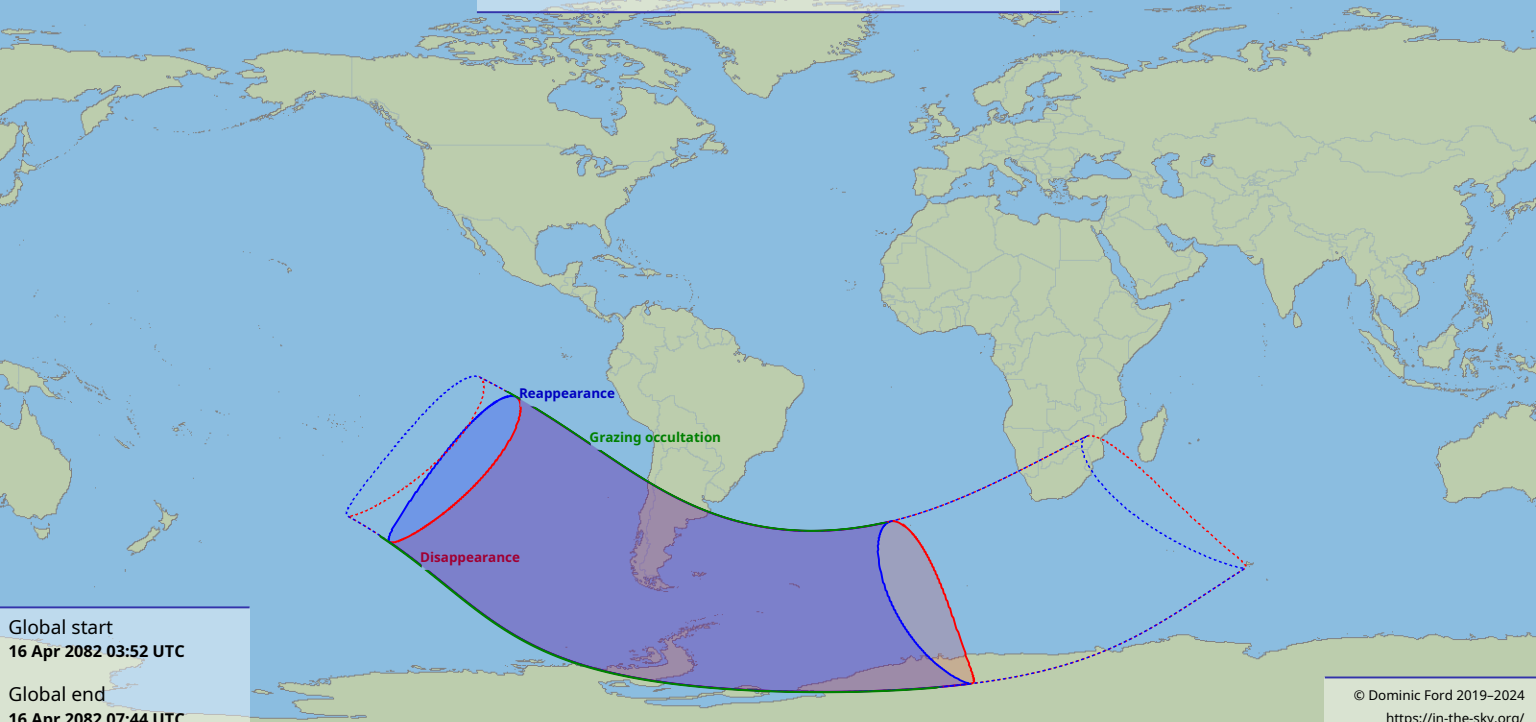 Reappearance
Grazing occultation
Disappearance
Global start
16 Apr 2082 03:52 UTC
Global end
16 Apr 2082 07:44 UTC
© Dominic Ford 2019–2024
https://in-the-sky.org/